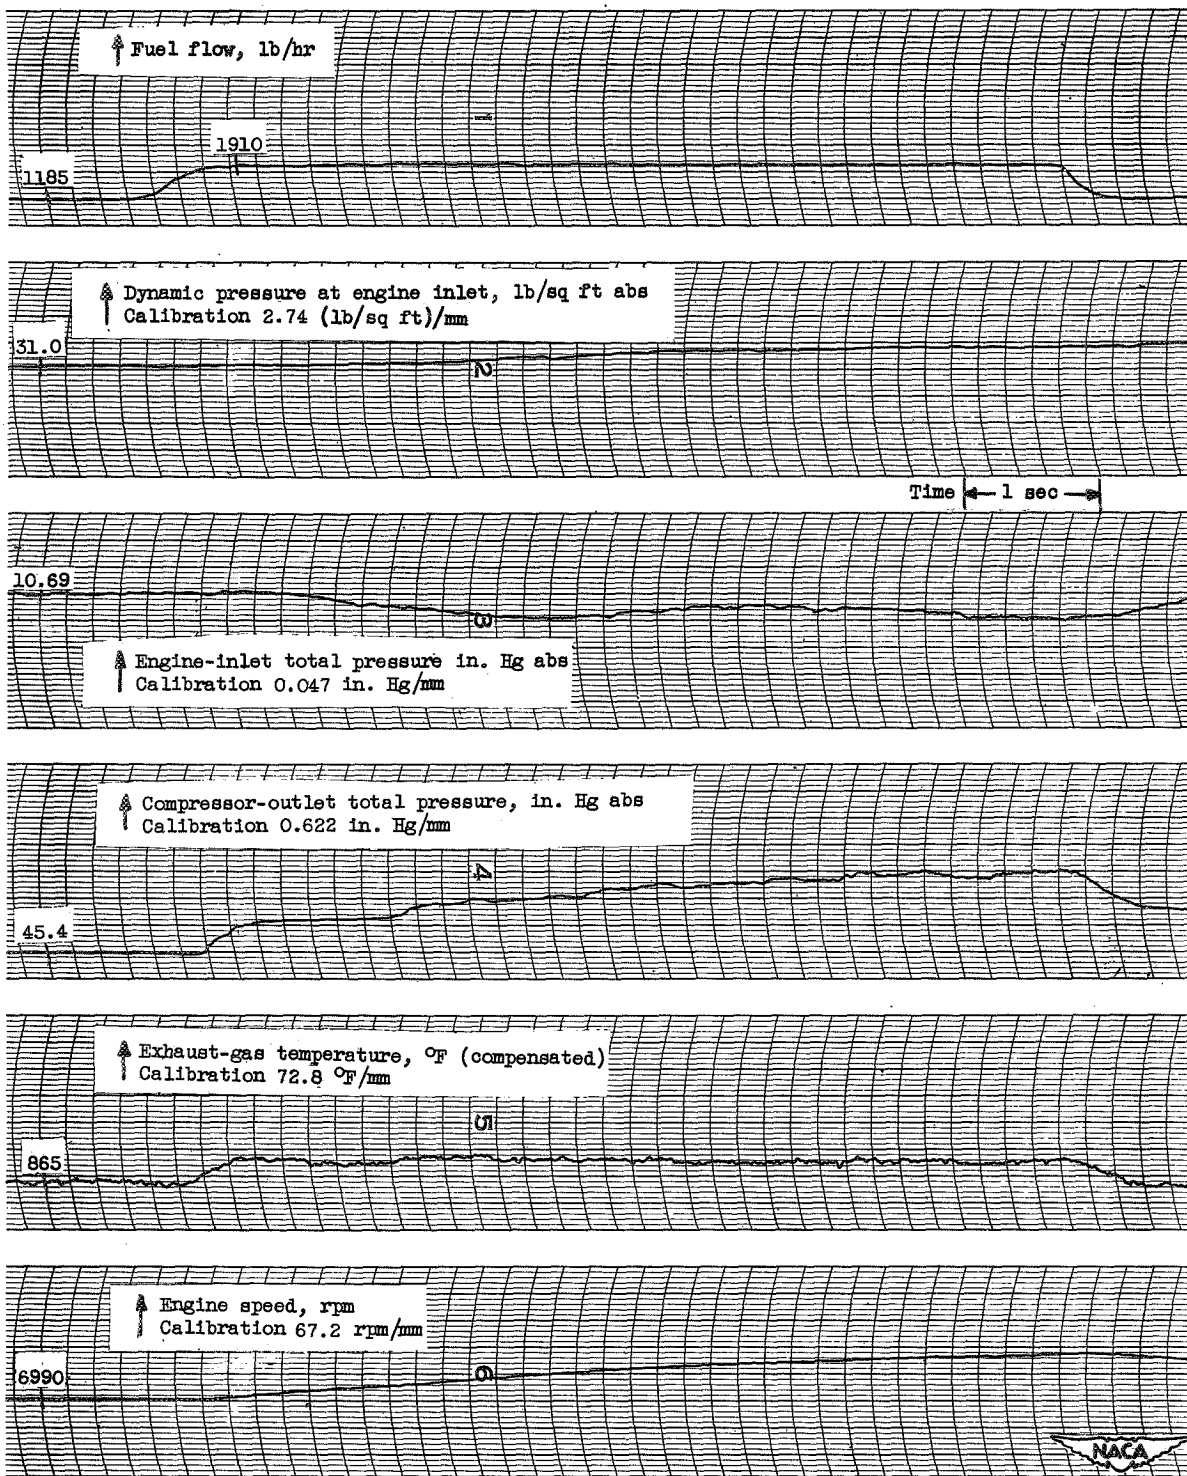 Fuel flow, lb/hr
1
1910
1185
Dynamic pressure at engine inlet, lb/sq ft abs
Calibration 2.74 (lb/sq ft)/mm
31.0
2
Time 1 sec
10.69
3
Engine-inlet total pressure in. Hg abs
Calibration 0.047 in. Hg/mm
Compressor-outlet total pressure, in. Hg abs
Calibration 0.622 in. Hg/mm
4
45.4
Exhaust-gas temperature, °F (compensated)
Calibration 72.8 °F/mm
5
865
Engine speed, rpm
Calibration 67.2 rpm/mm
6990
6
NACA